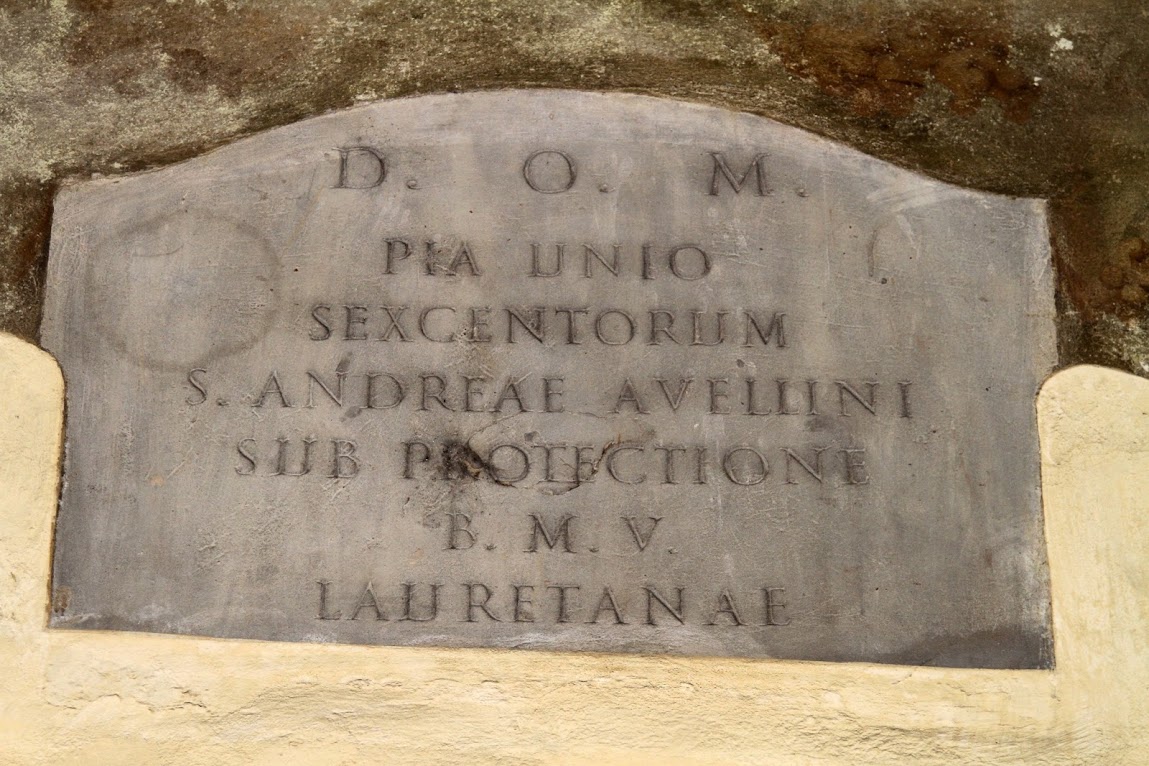 D. O. M.
PIA UNIO
SEXCENTORUM
S. ANDREAE AVELLINI
SUB PROTECTIONE
B. M. V.
LAURETANAE